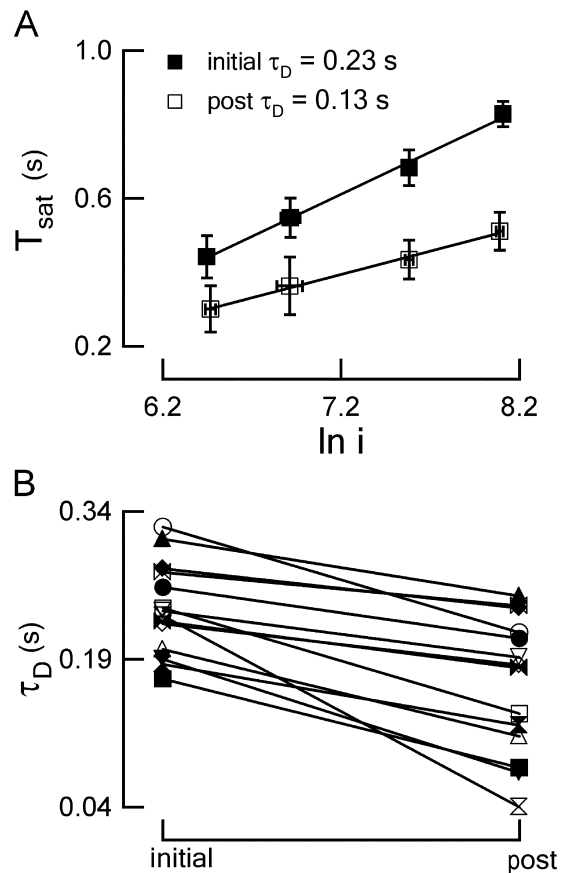 A
1.0
initial τD = 0.23 s
post τD = 0.13 s
Tsat (s)
0.6
0.2
6.2 7.2 8.2
ln i
B
0.34
τD (s)
0.19
0.04
initial post